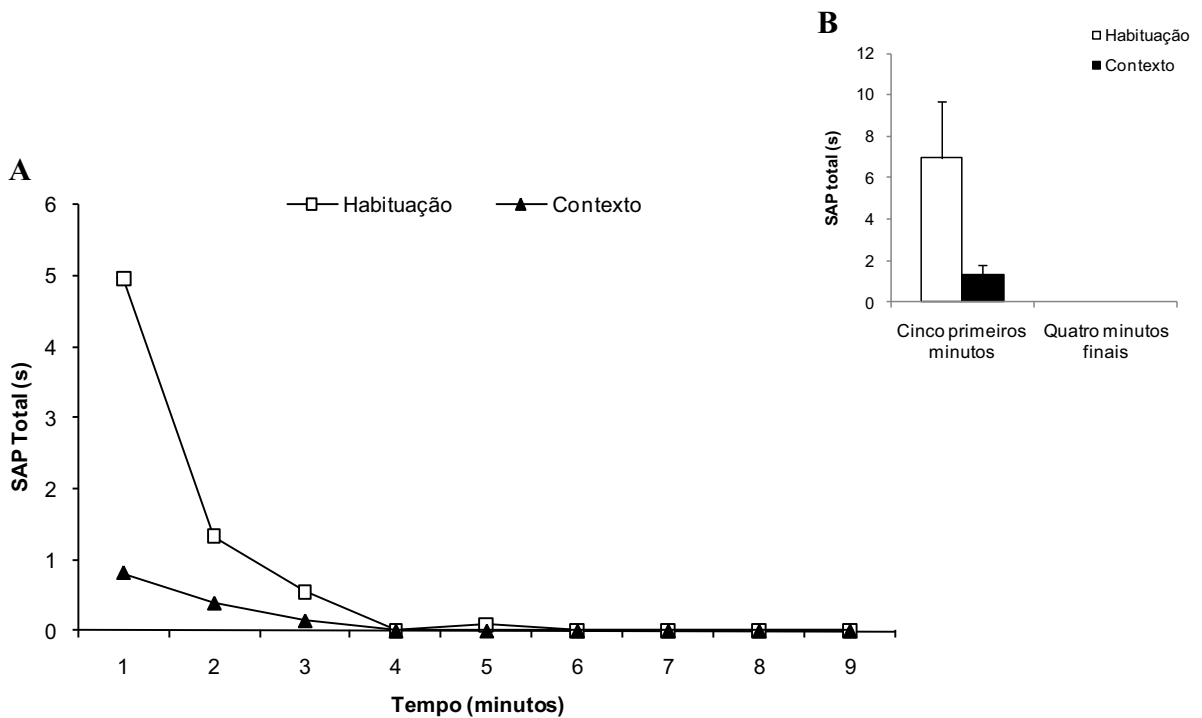 B
Habituação
Contexto
12
10
8
6
4
2
0
SAP total (s)
Cinco primeiros
minutos
Quatro minutos
finais
A
Habituação
Contexto
6
5
4
3
2
1
0
SAP Total (s)
1 2 3 4 5 6 7 8 9
Tempo (minutos)